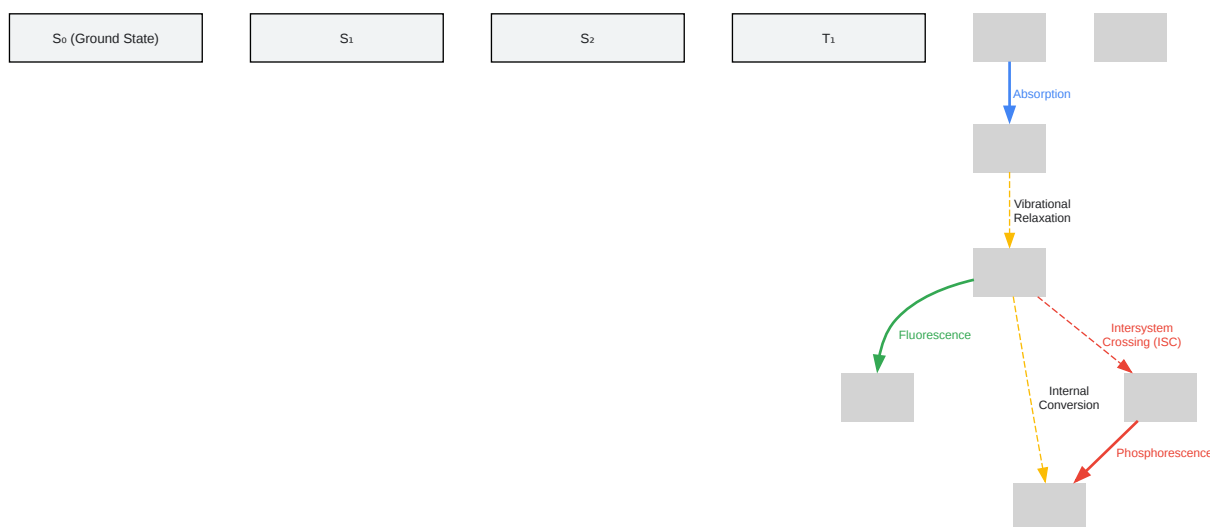 S₀ (Ground State)
S₁
S₂
T₁
Absorption
Vibrational
Relaxation
Fluorescence
Intersystem
Crossing (ISC)
Internal
Conversion
Phosphorescence